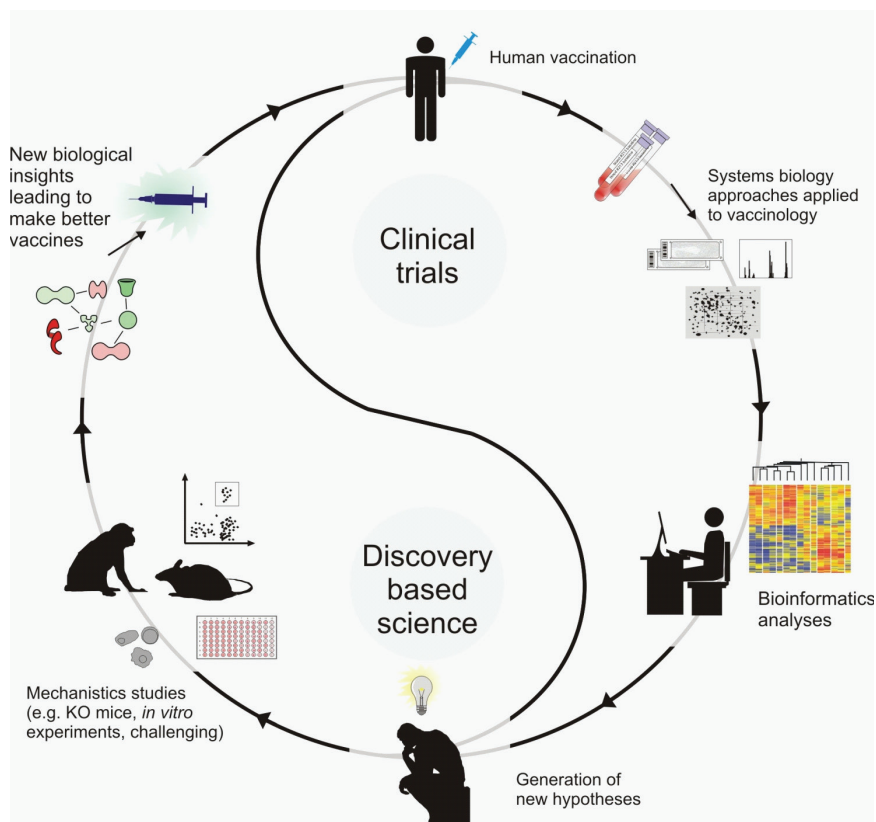 Human vaccination
New biological
insights
leading to
make better
vaccines
Systems biology
approaches applied
to vaccinology
Clinical
trials
Discovery
based
science
Bioinformatics
analyses
Mechanistics studies
(e.g. KO mice, in vitro
experiments, challenging)
Generation of
new hypotheses